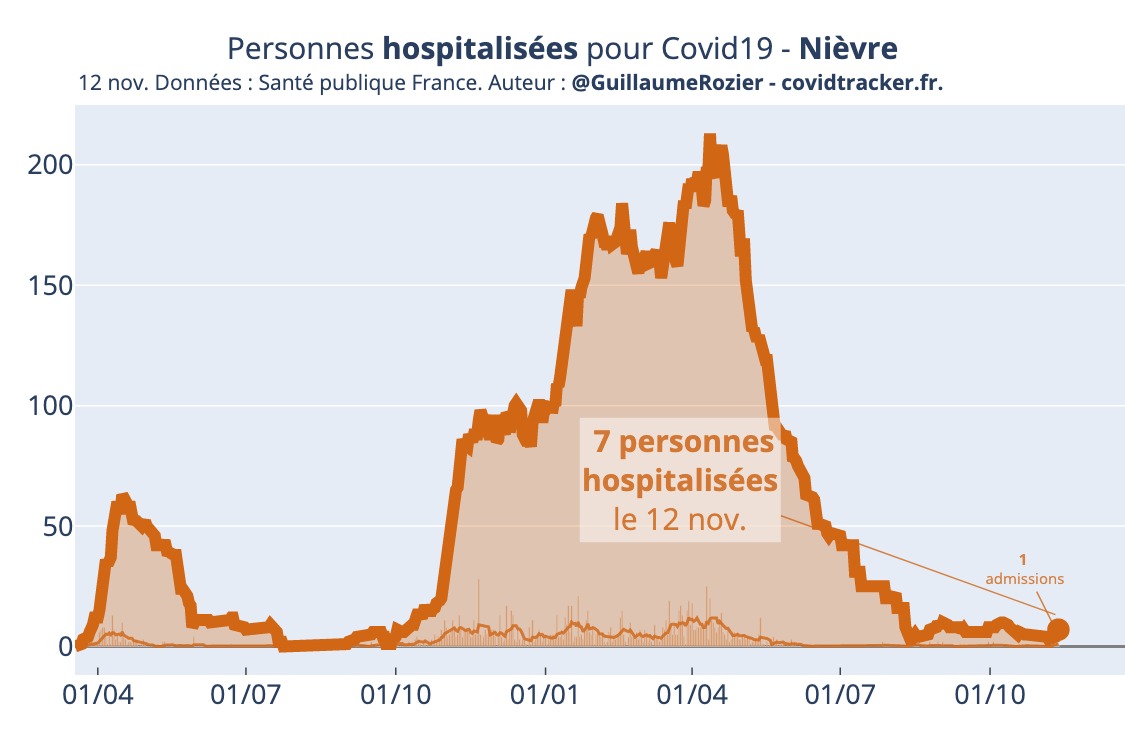 Personnes hospitalisées pour Covid19 - Nièvre
12 nov. Données : Santé publique France. Auteur : @GuillaumeRozier - covidtracker.fr.
200
150
100
50
0
7 personnes
hospitalisées
le 12 nov.
1
admissions
01/04
01/07
01/10
01/01
01/04
01/07
01/10